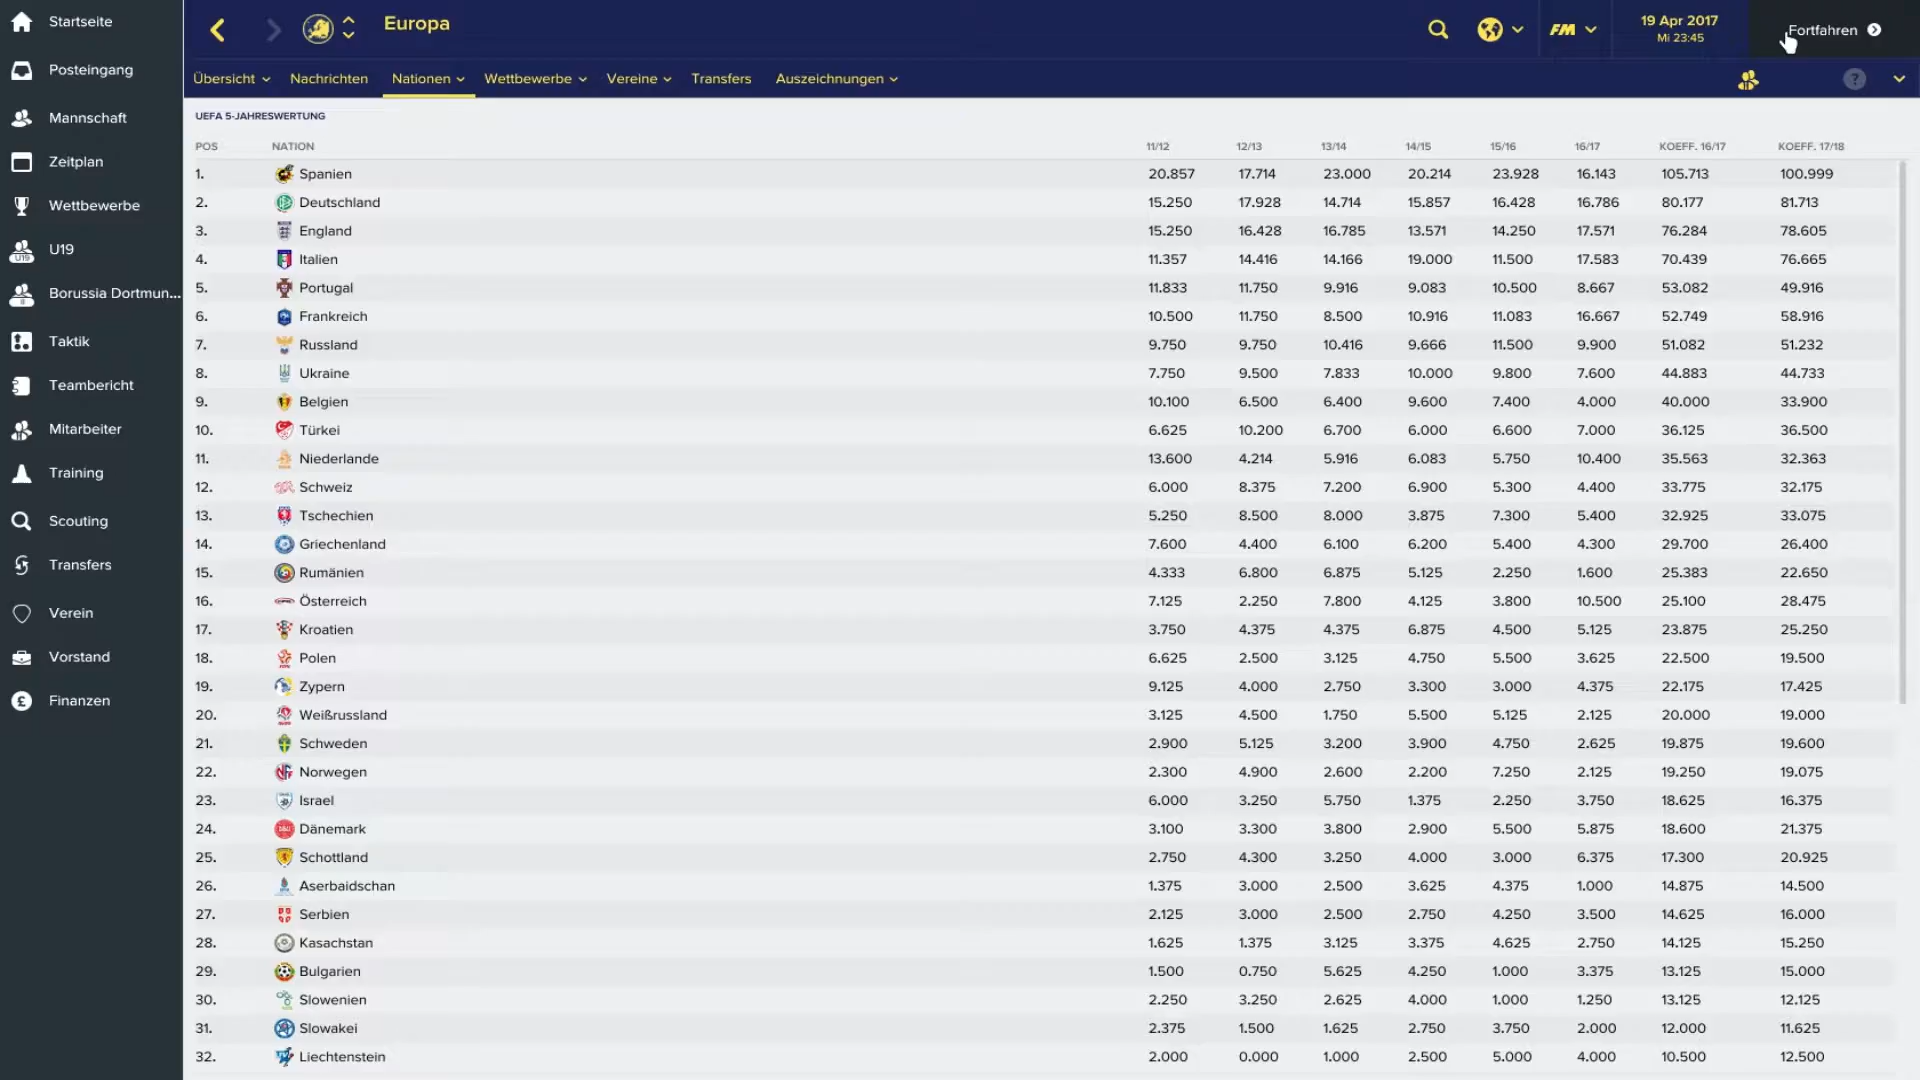 Startseite
Posteingang
Mannschaft
Zeitplan
Wettbewerbe
U19
Borussia Dortmun...
Taktik
Teambericht
Mitarbeiter
Training
Scouting
Transfers
Verein
Vorstand
Finanzen
Europa
FM
19 Apr 2017
Mi 23:45
Fortfahren
Übersicht Nachrichten Nationen Wettbewerbe Vereine Transfers Auszeichnungen ?
UEFA 5-JAHRESWERTUNG
POS NATION 11/12 12/13 13/14 14/15 15/16 16/17 KOEFF. 16/17 KOEFF. 17/18
1. Spanien 20.857 17.714 23.000 20.214 23.928 16.143 105.713 100.999
2. Deutschland 15.250 17.928 14.714 15.857 16.428 16.786 80.177 81.713
3. England 15.250 16.428 16.785 13.571 14.250 17.571 76.284 78.605
4. Italien 11.357 14.416 14.166 19.000 11.500 17.583 70.439 76.665
5. Portugal 11.833 11.750 9.916 9.083 10.500 8.667 53.082 49.916
6. Frankreich 10.500 11.750 8.500 10.916 11.083 16.667 52.749 58.916
7. Russland 9.750 9.750 10.416 9.666 11.500 9.900 51.082 51.232
8. Ukraine 7.750 9.500 7.833 10.000 9.800 7.600 44.883 44.733
9. Belgien 10.100 6.500 6.400 9.600 7.400 4.000 40.000 33.900
10. Türkei 6.625 10.200 6.700 6.000 6.600 7.000 36.125 36.500
11. Niederlande 13.600 4.214 5.916 6.083 5.750 10.400 35.563 32.363
12. Schweiz 6.000 8.375 7.200 6.900 5.300 4.400 33.775 32.175
13. Tschechien 5.250 8.500 8.000 3.875 7.300 5.400 32.925 33.075
14. Griechenland 7.600 4.400 6.100 6.200 5.400 4.300 29.700 26.400
15. Rumänien 4.333 6.800 6.875 5.125 2.250 1.600 25.383 22.650
16. Österreich 7.125 2.250 7.800 4.125 3.800 10.500 25.100 28.475
17. Kroatien 3.750 4.375 4.375 6.875 4.500 5.125 23.875 25.250
18. Polen 6.625 2.500 3.125 4.750 5.500 3.625 22.500 19.500
19. Zypern 9.125 4.000 2.750 3.300 3.000 4.375 22.175 17.425
20. Weißrussland 3.125 4.500 1.750 5.500 5.125 2.125 20.000 19.000
21. Schweden 2.900 5.125 3.200 3.900 4.750 2.625 19.875 19.600
22. Norwegen 2.300 4.900 2.600 2.200 7.250 2.125 19.250 19.075
23. Israel 6.000 3.250 5.750 1.375 2.250 3.750 18.625 16.375
24. Dänemark 3.100 3.300 3.800 2.900 5.500 5.875 18.600 21.375
25. Schottland 2.750 4.300 3.250 4.000 3.000 6.375 17.300 20.925
26. Aserbaidschan 1.375 3.000 2.500 3.625 4.375 1.000 14.875 14.500
27. Serbien 2.125 3.000 2.500 2.750 4.250 3.500 14.625 16.000
28. Kasachstan 1.625 1.375 3.125 3.375 4.625 2.750 14.125 15.250
29. Bulgarien 1.500 0.750 5.625 4.250 1.000 3.375 13.125 15.000
30. Slowenien 2.250 3.250 2.625 4.000 1.000 1.250 13.125 12.125
31. Slowakei 2.375 1.500 1.625 2.750 3.750 2.000 12.000 11.625
32. Liechtenstein 2.000 0.000 1.000 2.500 5.000 4.000 10.500 12.500